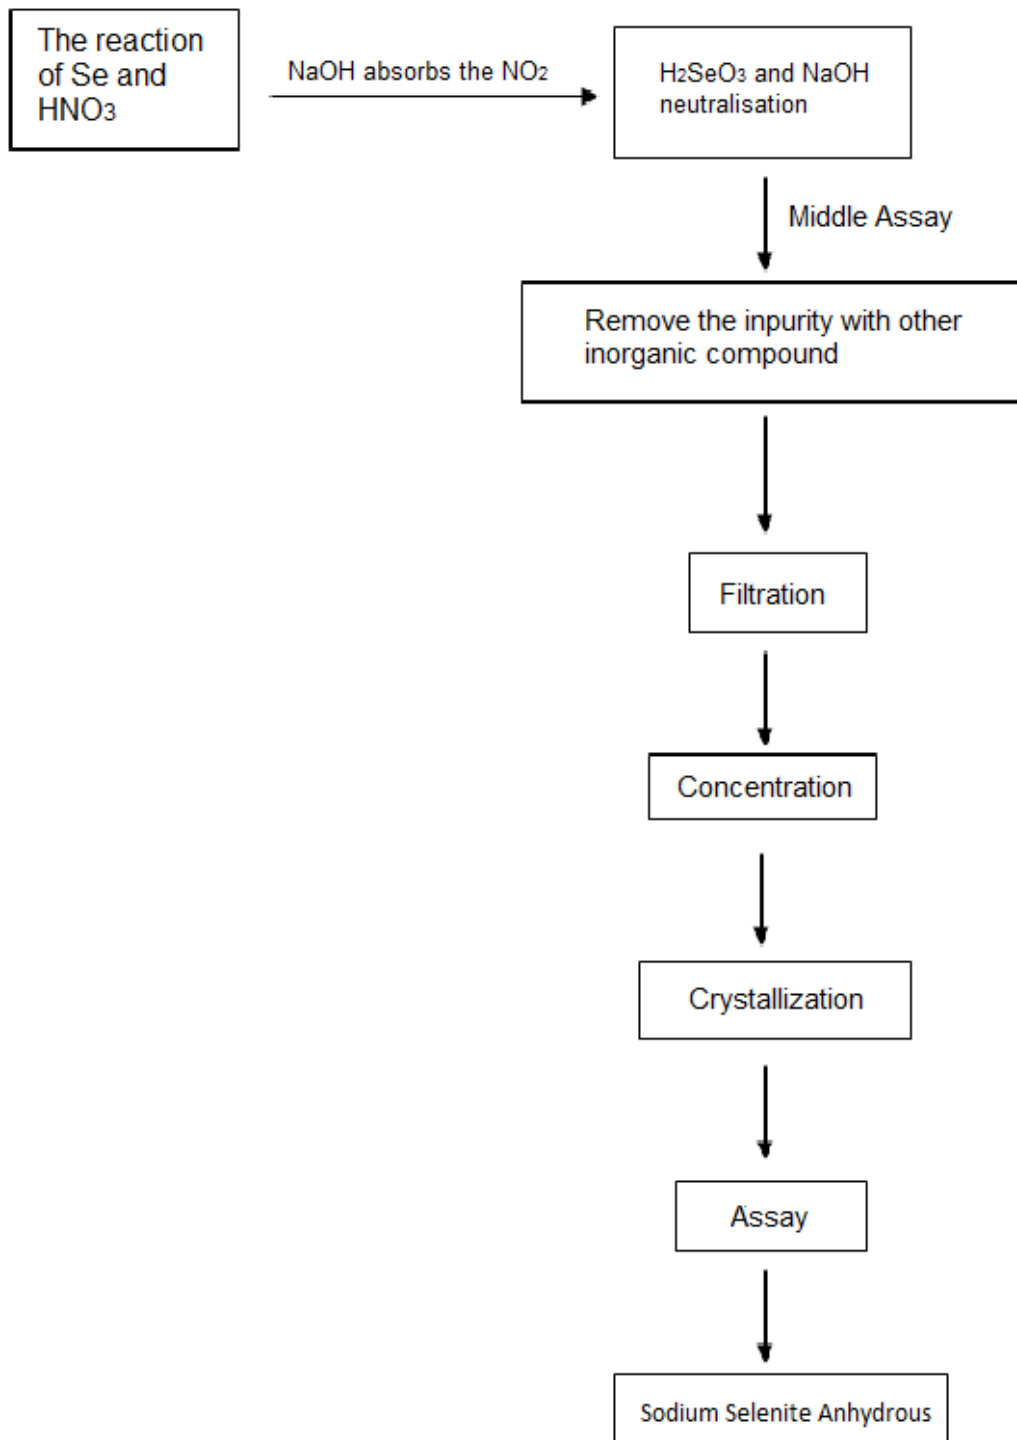 The reaction
of Se and
HNO3
NaOH absorbs the NO2
H2SeO3 and NaOH
neutralisation
Middle Assay
Remove the inpurity with other
inorganic compound
Filtration
Concentration
Crystallization
Assay
Sodium Selenite Anhydrous